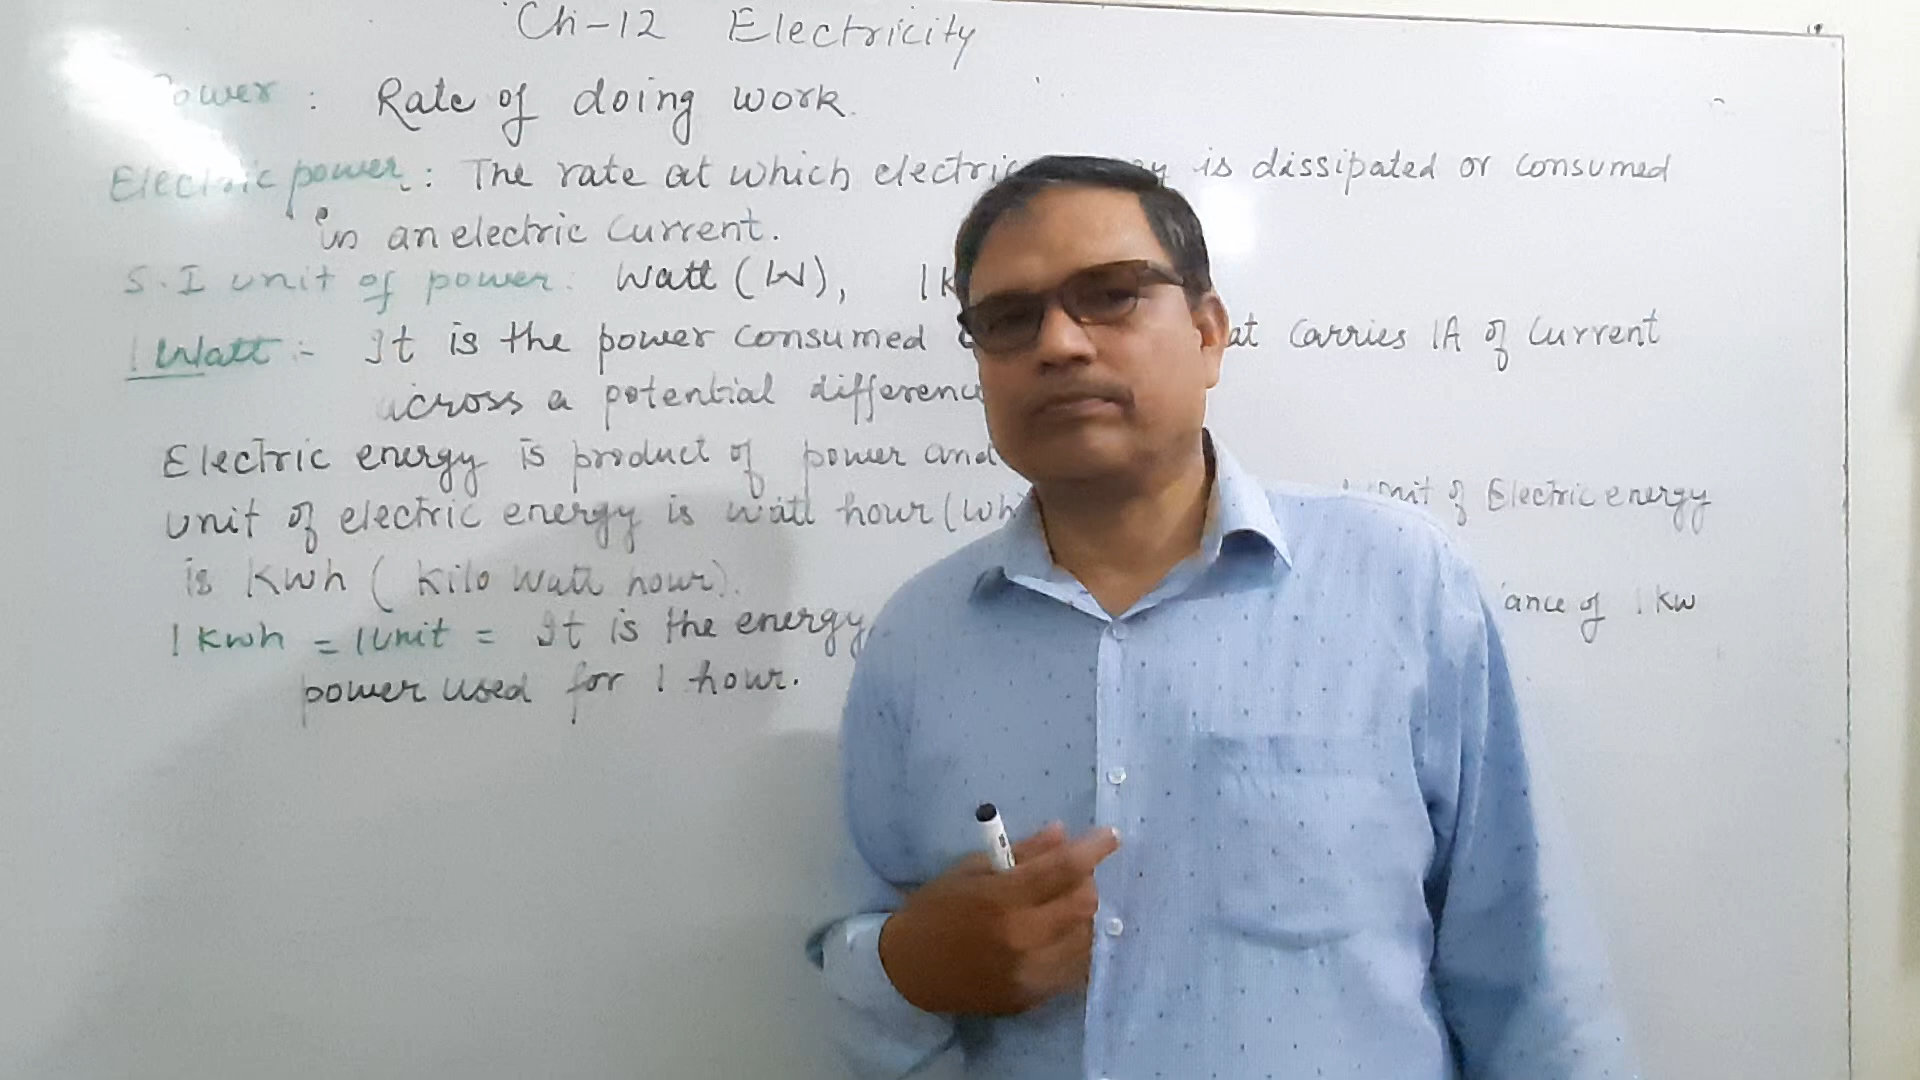 Ch-12 Electricity
Power : Rate of doing work.
Electric power : The rate at which electric is dissipated or consumed
in an electric current.
S.I unit of power : Watt (W), 1K
1 Watt :- It is the power consumed at carries 1A of current
across a potential difference
Electric energy is product of power and
unit of electric energy is watt hour (Wh unit of Electric energy
is Kwh ( Kilo watt hour).
1 Kwh = 1 Unit = It is the energy ance of 1 KW
power used for 1 hour.